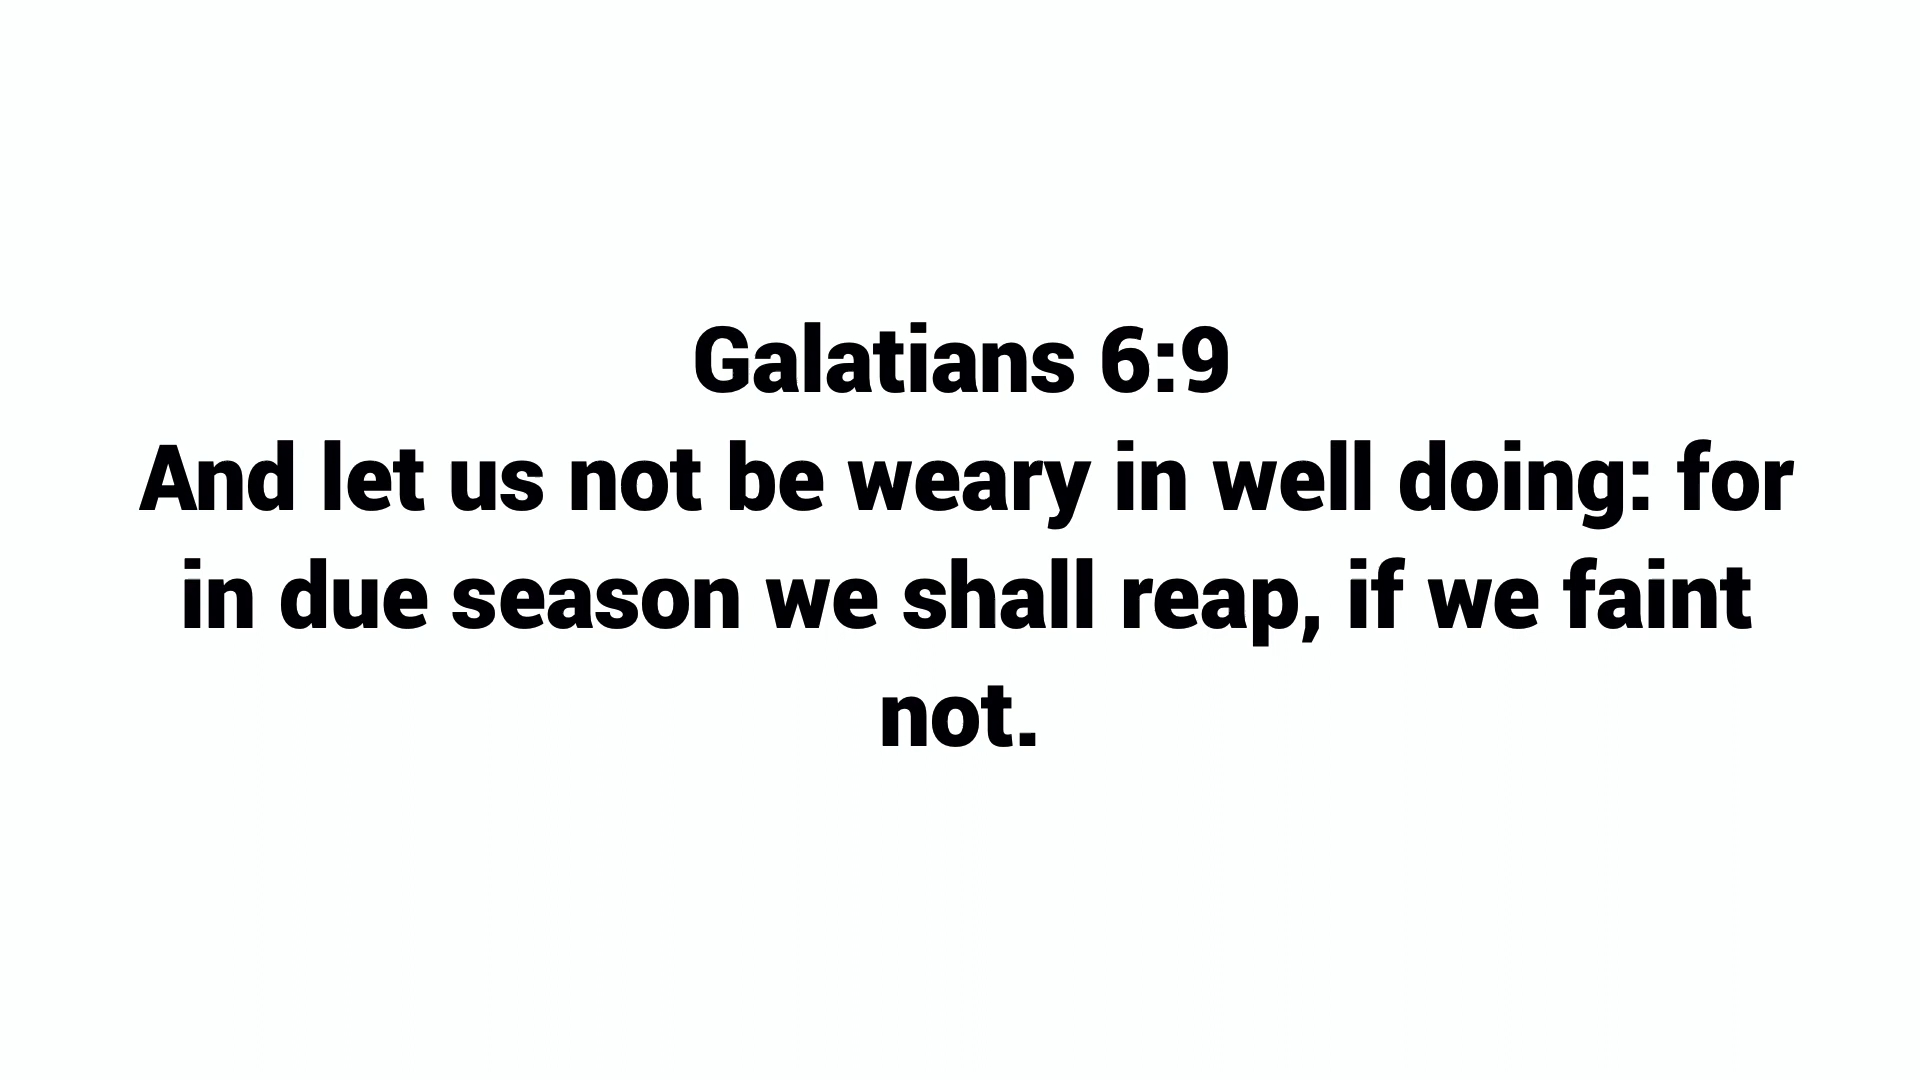 Galatians 6:9
And let us not be weary in well doing: for
in due season we shall reap, if we faint
not.